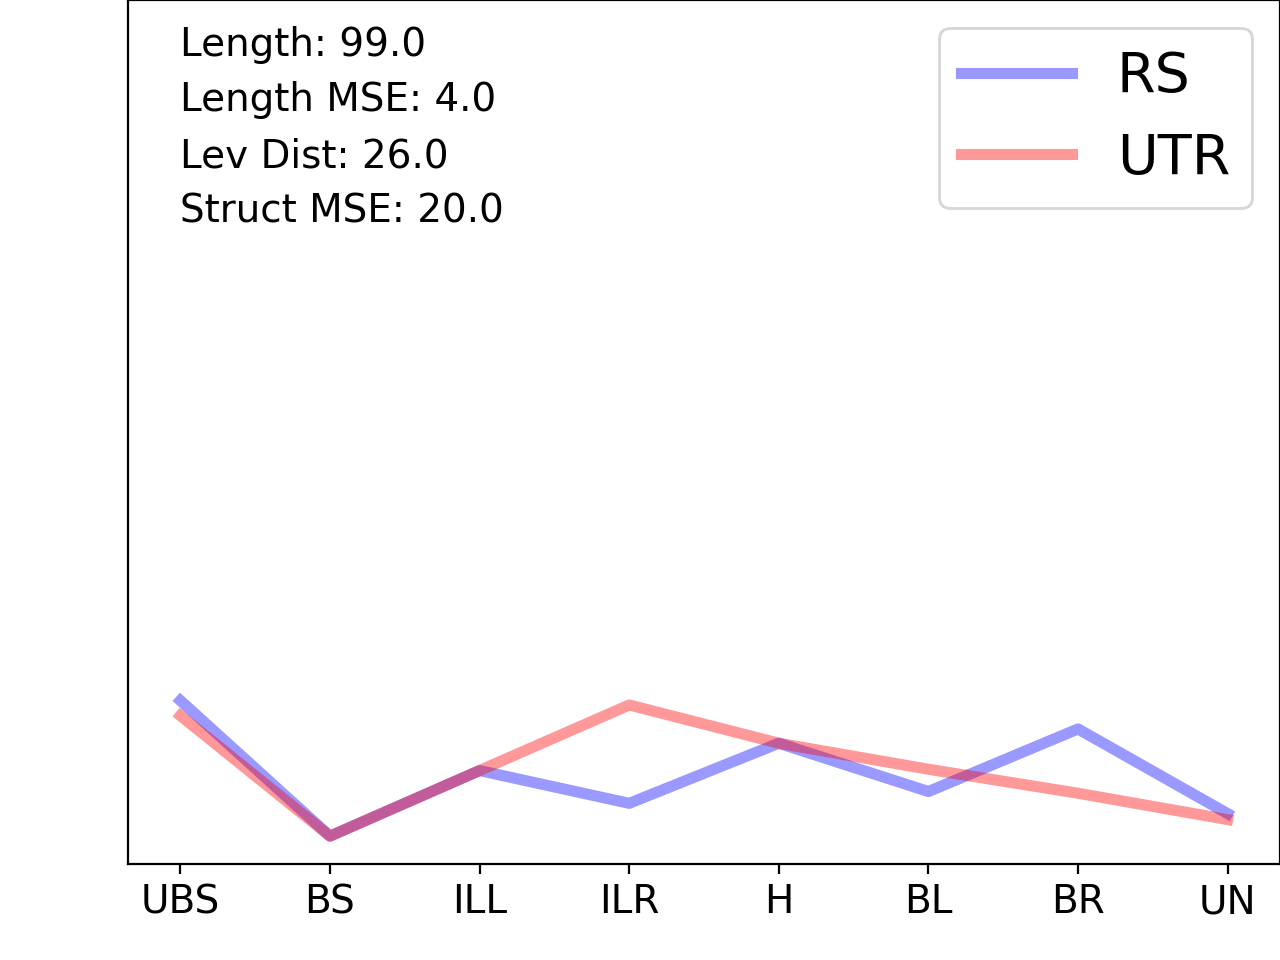 Length: 99.0
Length MSE: 4.0
Lev Dist: 26.0
Struct MSE: 20.0
RS
UTR
UBS BS ILL ILR H BL BR UN